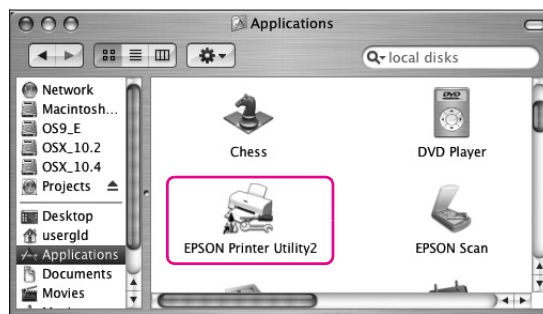 Applications
local disks
Network
Macintosh...
OS9_E
OSX_10.2
OSX_10.4
Projects
Desktop
usergld
Applications
Documents
Movies
Chess
DVD Player
EPSON Printer Utility2
EPSON Scan
DVD